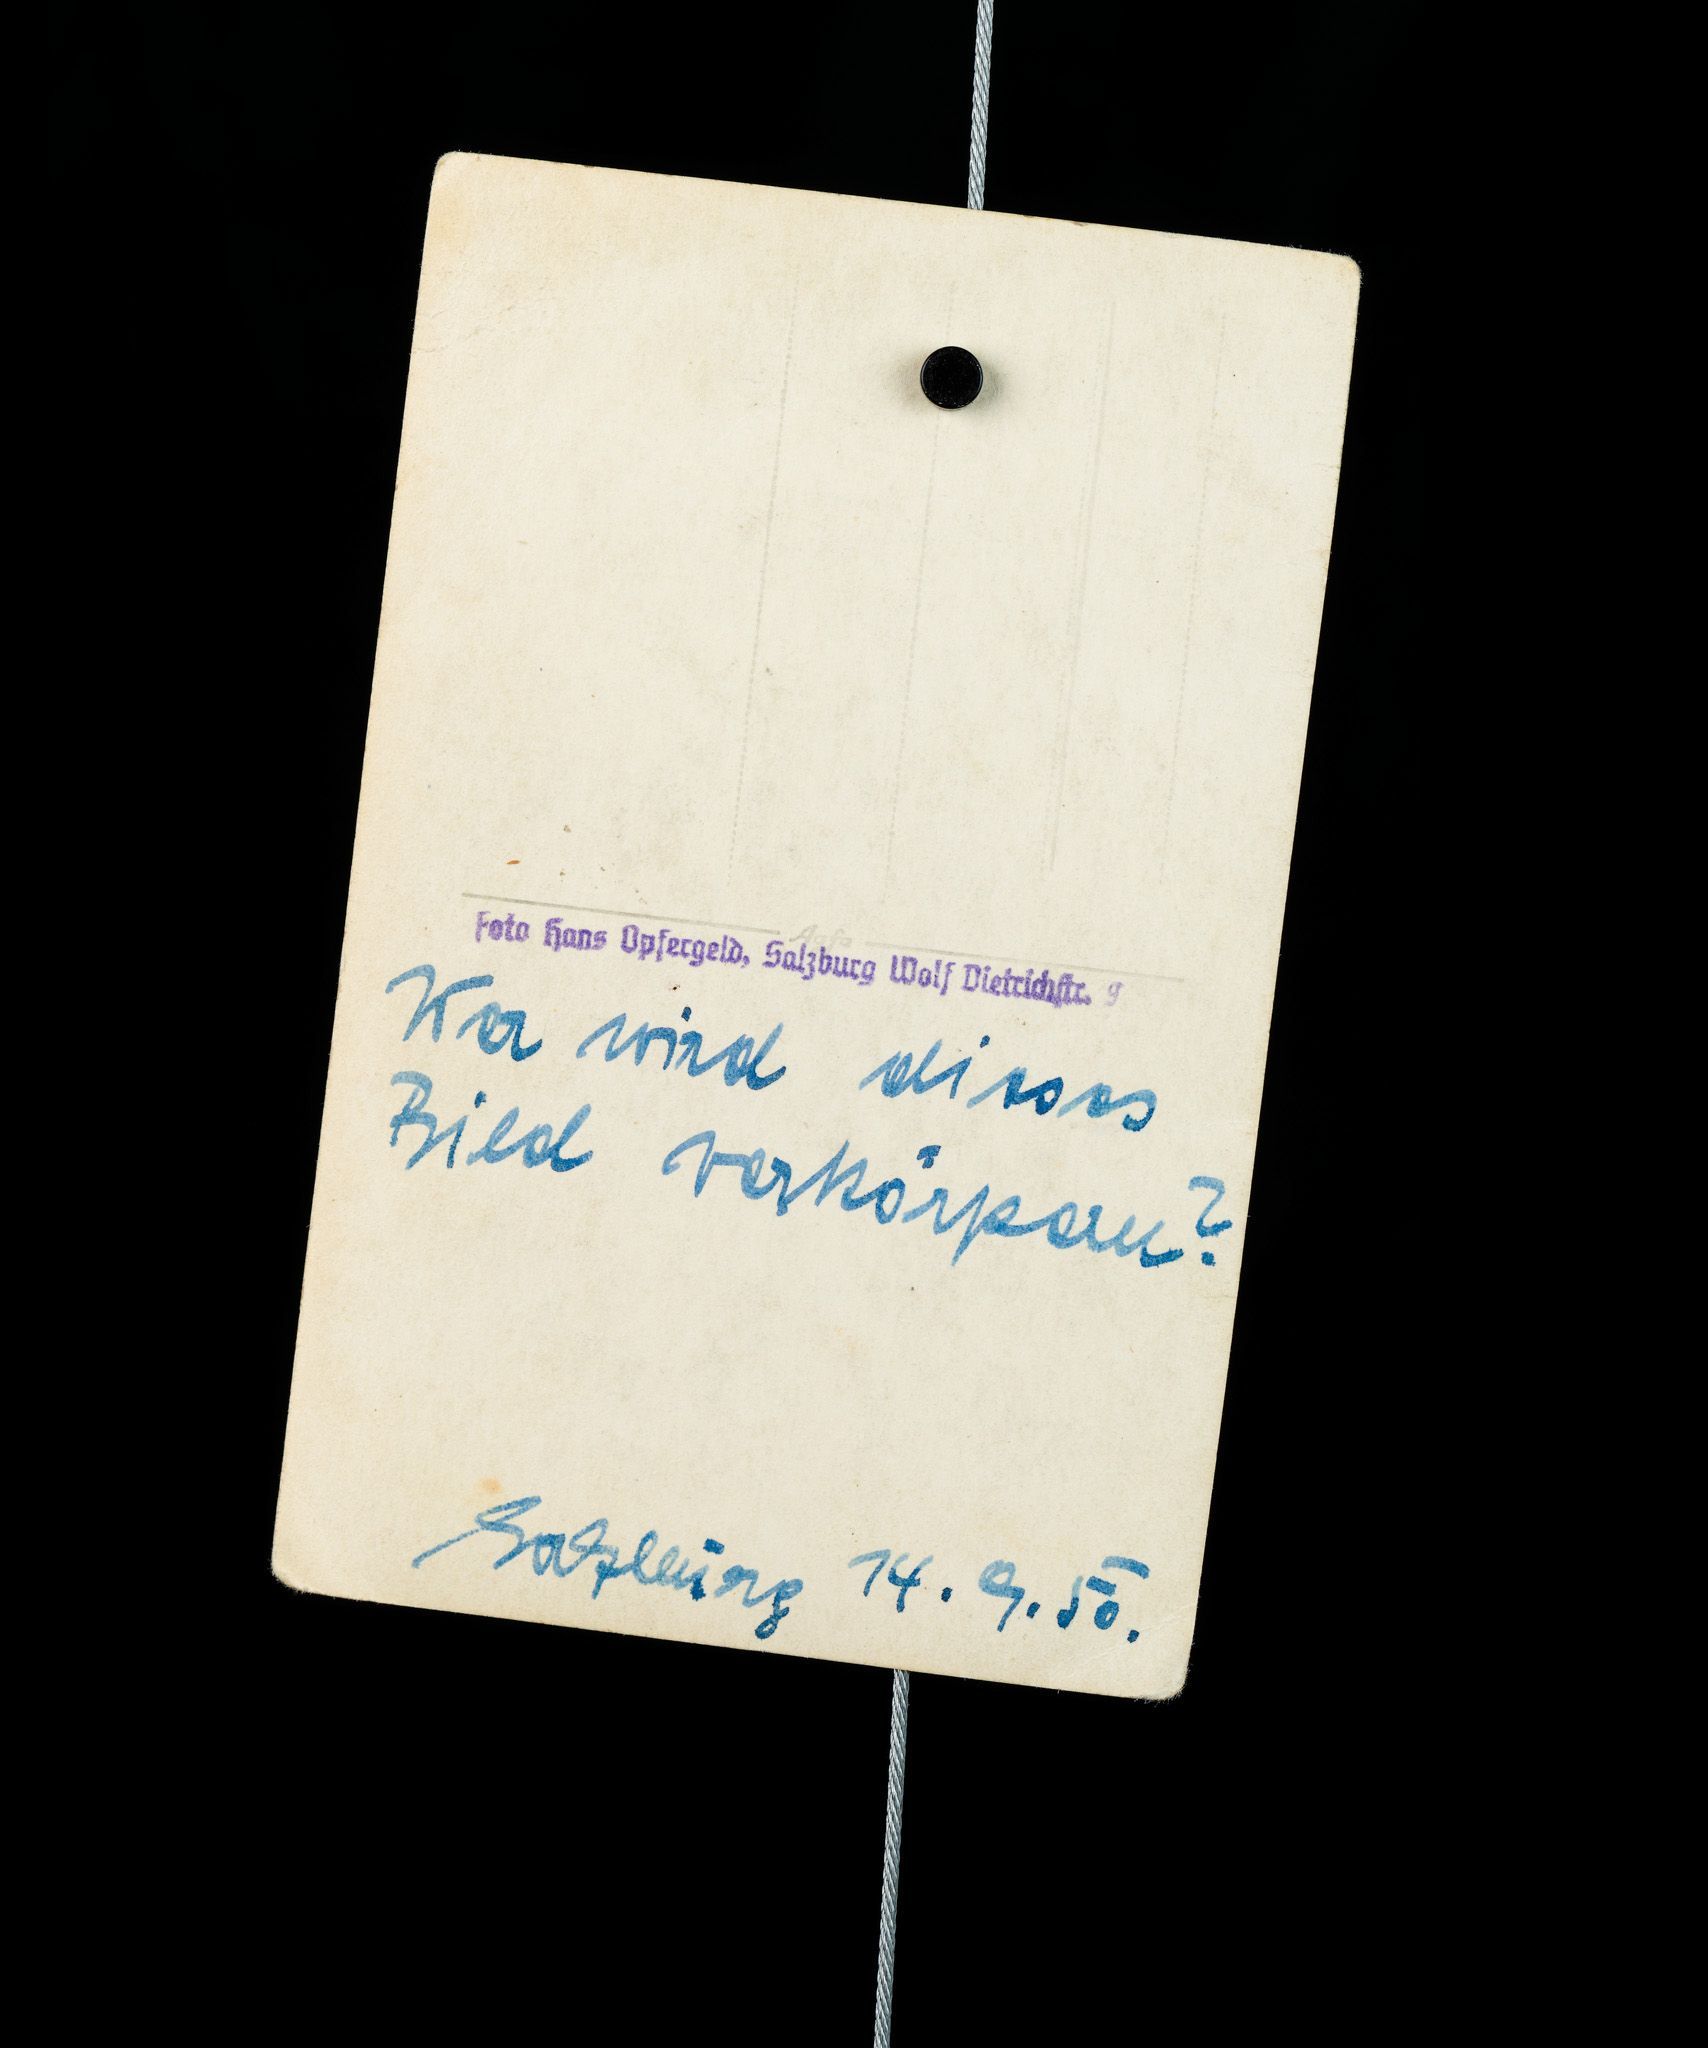 Foto Hans Opfergeld, Salzburg Wolf Dietrichstr. 9
Wer wird dieses
Bild verkörpern?
Salzburg 14. 9. 50.